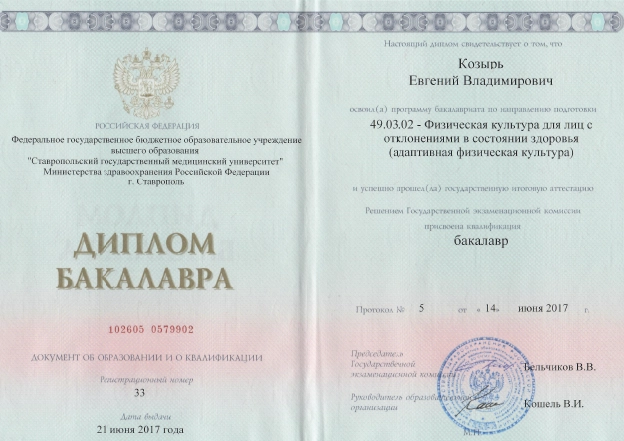 РОССИЙСКАЯ ФЕДЕРАЦИЯ
Федеральное государственное бюджетное образовательное учреждение
высшего образования
"Ставропольский государственный медицинский университет"
Министерства здравоохранения Российской Федерации
г. Ставрополь
ДИПЛОМ
БАКАЛАВРА
102605 0579902
ДОКУМЕНТ ОБ ОБРАЗОВАНИИ И О КВАЛИФИКАЦИИ
Регистрационный номер
33
Дата выдачи
21 июня 2017 года
Настоящий диплом свидетельствует о том, что
Козырь
Евгений Владимирович
освоил(а) программу бакалавриата по направлению подготовки
49.03.02 - Физическая культура для лиц с
отклонениями в состоянии здоровья
(адаптивная физическая культура)
и успешно прошел(ла) государственную итоговую аттестацию
Решением Государственной экзаменационной комиссии
присвоена квалификация
бакалавр
Протокол № 5 от «14» июня 2017 г.
Председатель
Государственной
экзаменационной комиссии Бельчиков В.В.
Руководитель образовательной
организации Кошель В.И.
М.П.